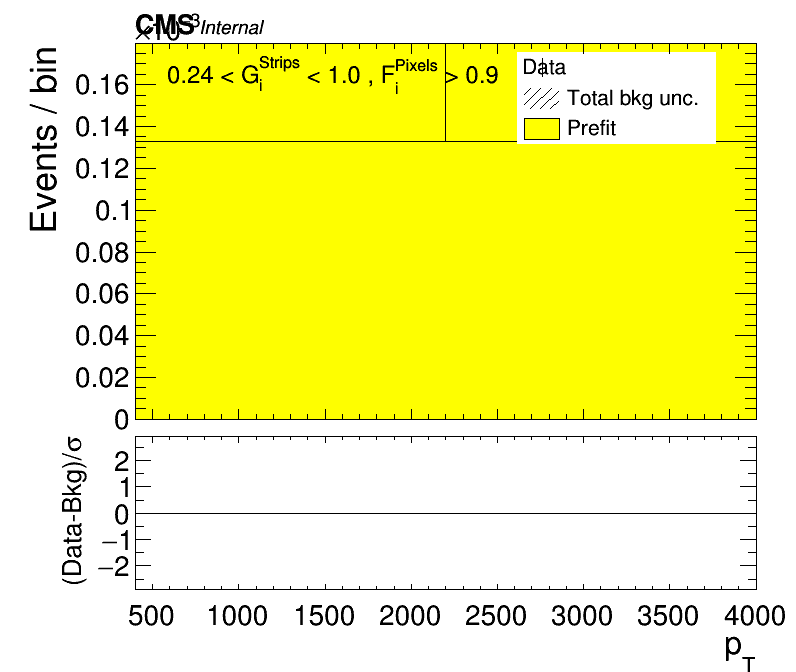 CMS Internal
×10^3
0.24 < G_i^Strips < 1.0 , F_i^Pixels > 0.9
Data
Total bkg unc.
Prefit
Events / bin
0.16
0.14
0.12
0.1
0.08
0.06
0.04
0.02
0
(Data-Bkg)/σ
2
1
0
−1
−2
500 1000 1500 2000 2500 3000 3500 4000
p_T